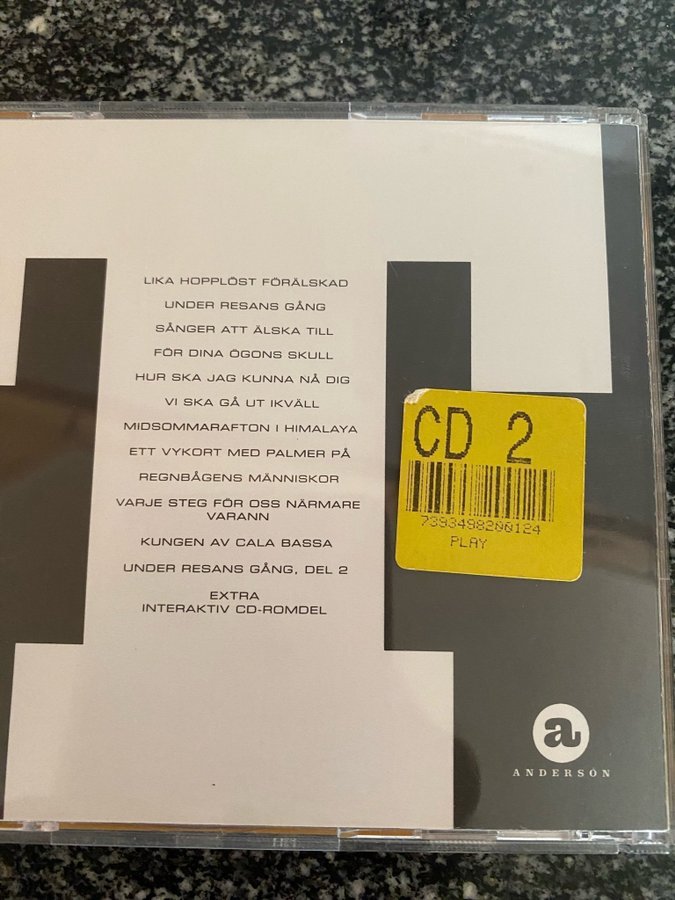 LIKA HOPPLÖST FÖRÄLSKAD
UNDER RESANS GÅNG
SÅNGER ATT ÄLSKA TILL
FÖR DINA ÖGONS SKULL
HUR SKA JAG KUNNA NÅ DIG
VI SKA GÅ UT IKVÄLL
MIDSOMMARAFTON I HIMALAYA
ETT VYKORT MED PALMER PÅ
REGNBÅGENS MÄNNISKOR
VARJE STEG FÖR OSS NÄRMARE
VARANN
KUNGEN AV CALA BASSA
UNDER RESANS GÅNG, DEL 2
EXTRA
INTERAKTIV CD-ROMDEL
CD 2
7393498200124
PLAY
a
ANDERSON